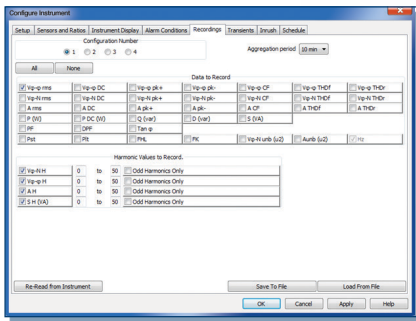 Configure Instrument
Setup Sensors and Ratios Instrument Display Alarm Conditions Recordings Transients Inrush Schedule
Configuration Number
1 2 3 4
Aggregation period 10 min
All None
Data to Record
Vφ-φ rms Vφ-φ DC Vφ-φ pk+ Vφ-φ pk- Vφ-φ CF Vφ-φ THDf Vφ-φ THDr
Vφ-N rms Vφ-N DC Vφ-N pk+ Vφ-N pk- Vφ-N CF Vφ-N THDf Vφ-N THDr
A rms A DC A pk+ A pk- A CF A THDf A THDr
P (W) P DC (W) Q (var) D (var) S (VA)
PF DPF Tan φ
Pst Plt FHL FK Vφ-N unb (u2) Aunb (u2) Hz
Harmonic Values to Record.
Vφ-N H 0 to 50 Odd Harmonics Only
Vφ-φ H 0 to 50 Odd Harmonics Only
A H 0 to 50 Odd Harmonics Only
S H (VA) 0 to 50 Odd Harmonics Only
Re-Read from Instrument Save To File Load From File
OK Cancel Apply Help